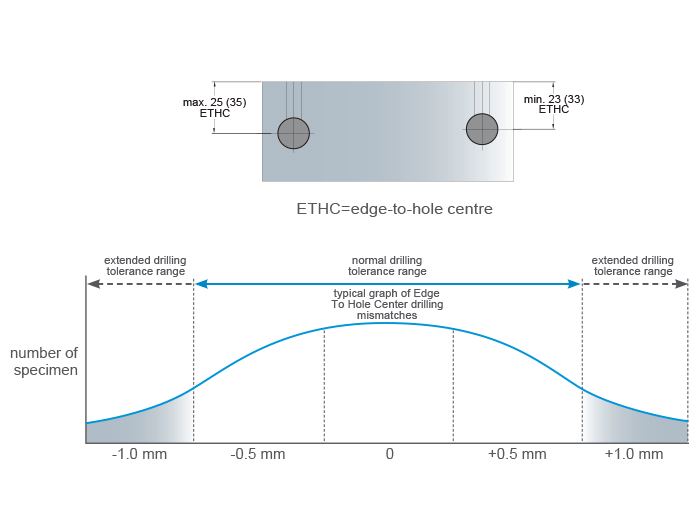 max. 25 (35)
ETHC
min. 23 (33)
ETHC
ETHC=edge-to-hole centre
extended drilling
tolerance range
normal drilling
tolerance range
extended drilling
tolerance range
typical graph of Edge
To Hole Center drilling
mismatches
number of
specimen
-1.0 mm
-0.5 mm
0
+0.5 mm
+1.0 mm